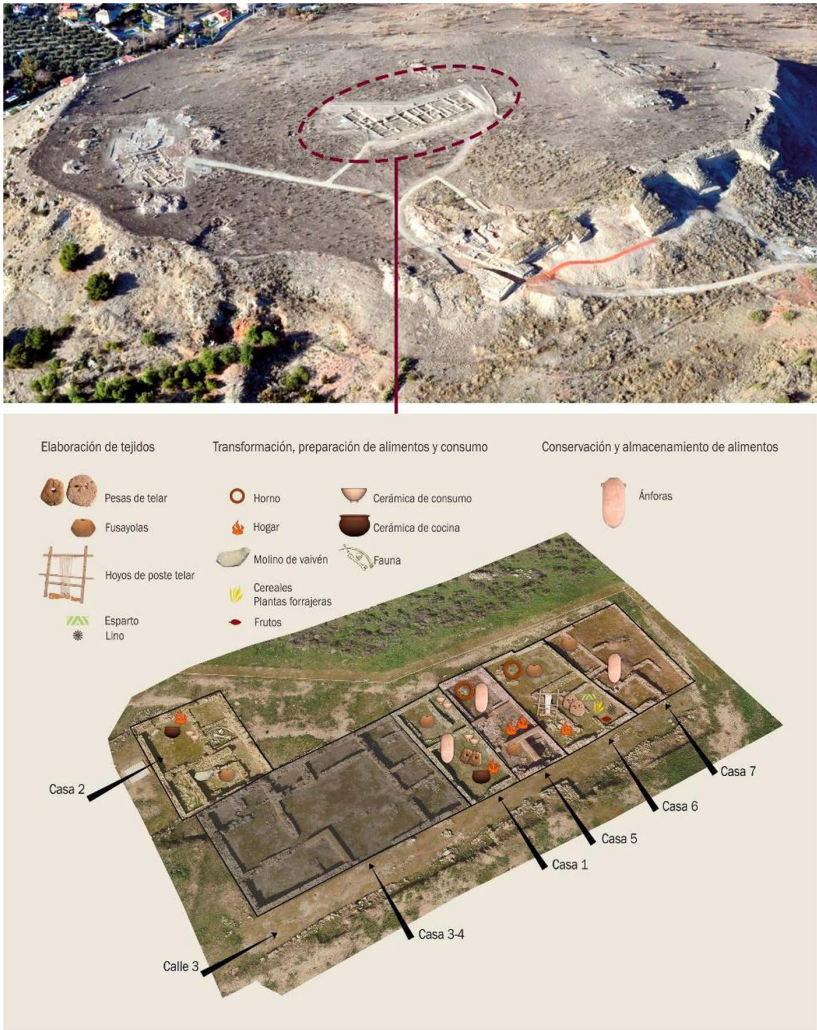 Elaboración de tejidos
Pesas de telar
Fusayolas
Hoyos de poste telar
Esparto
Lino
Transformación, preparación de alimentos y consumo
Horno
Hogar
Molino de vaivén
Cereales
Plantas forrajeras
Frutos
Cerámica de consumo
Cerámica de cocina
Fauna
Conservación y almacenamiento de alimentos
Ánforas
Casa 2
Casa 7
Casa 6
Casa 5
Casa 1
Casa 3-4
Calle 3